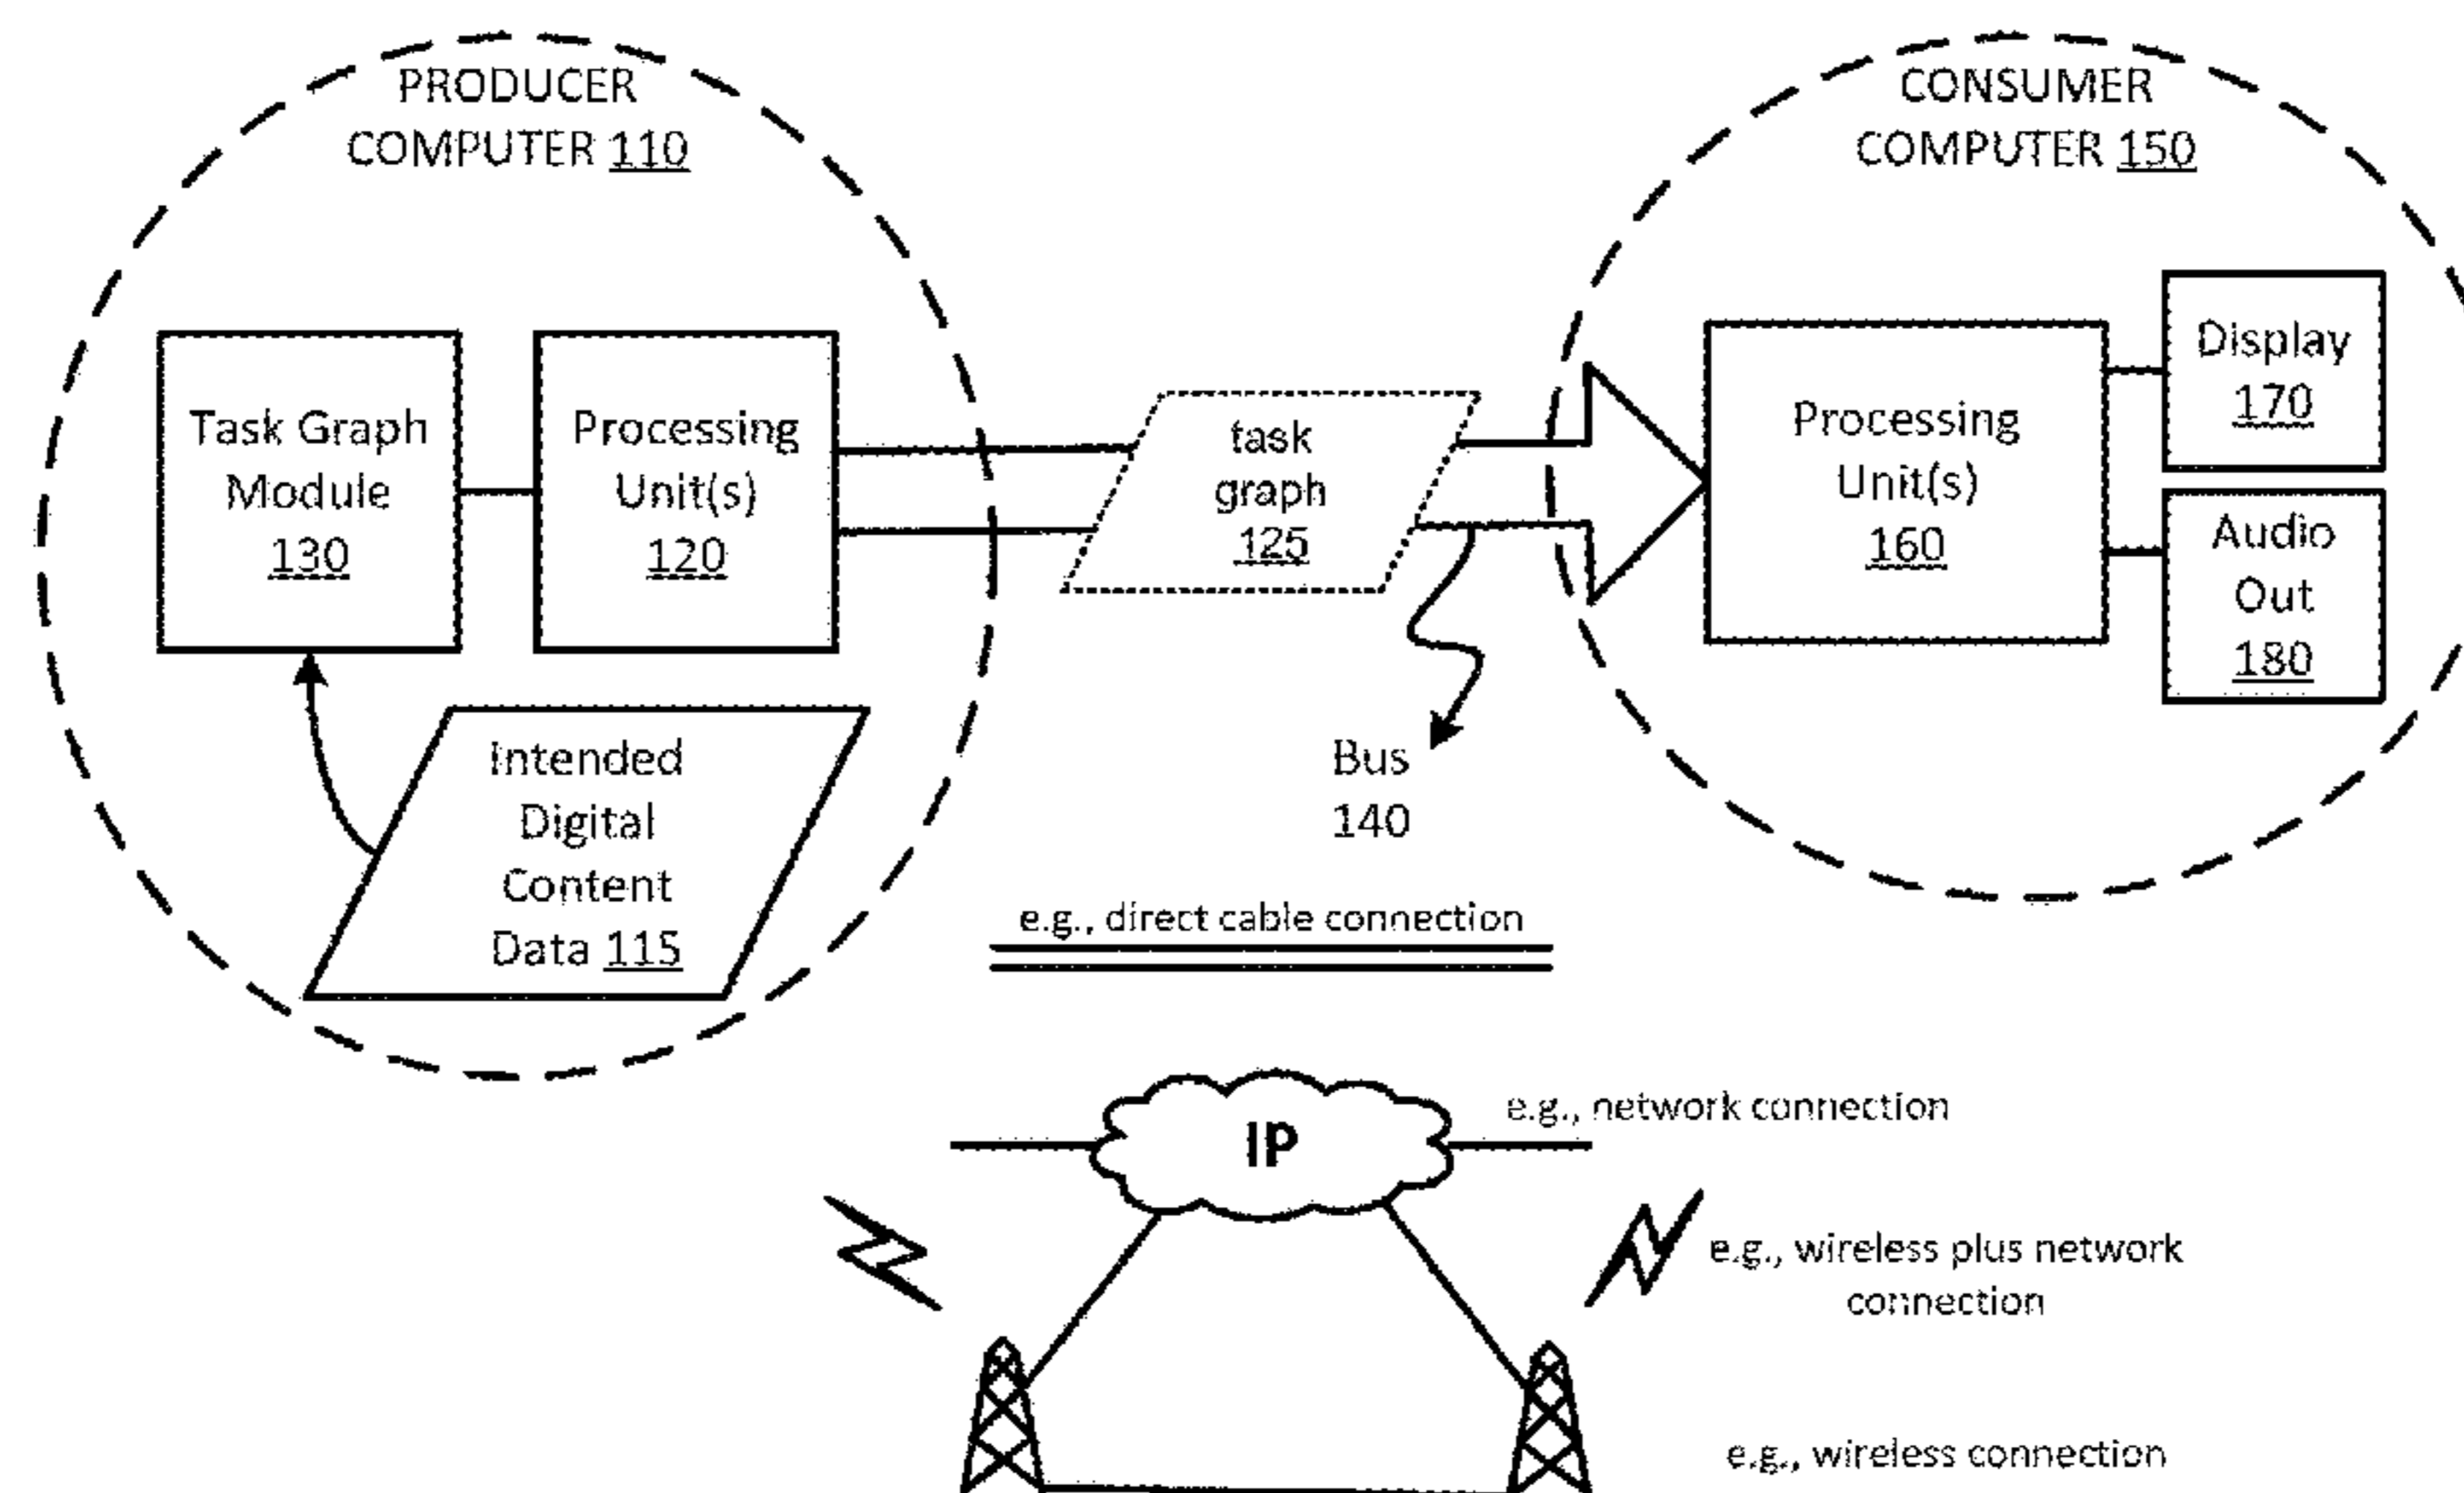 PRODUCER
COMPUTER 110
CONSUMER
COMPUTER 150
Task Graph
Module
130
Processing
Unit(s)
120
task
graph
125
Processing
Unit(s)
160
Display
170
Audio
Out
180
Intended
Digital
Content
Data 115
Bus
140
e.g., direct cable connection
IP
e.g., network connection
e.g., wireless plus network
connection
e.g., wireless connection